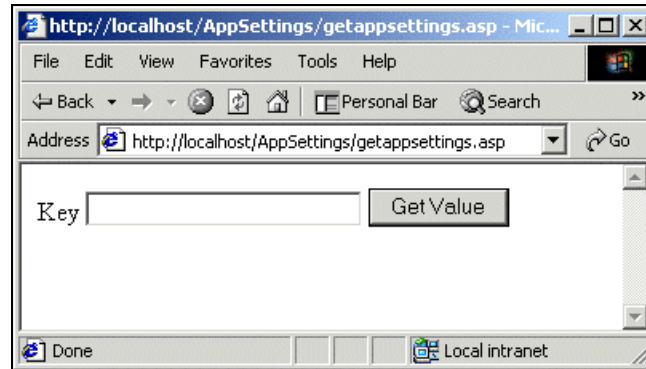 http://localhost/AppSettings/getappsettings.asp - Mic...
File Edit View Favorites Tools Help
Back Personal Bar Search »
Address http://localhost/AppSettings/getappsettings.asp Go
Key Get Value
Done Local intranet